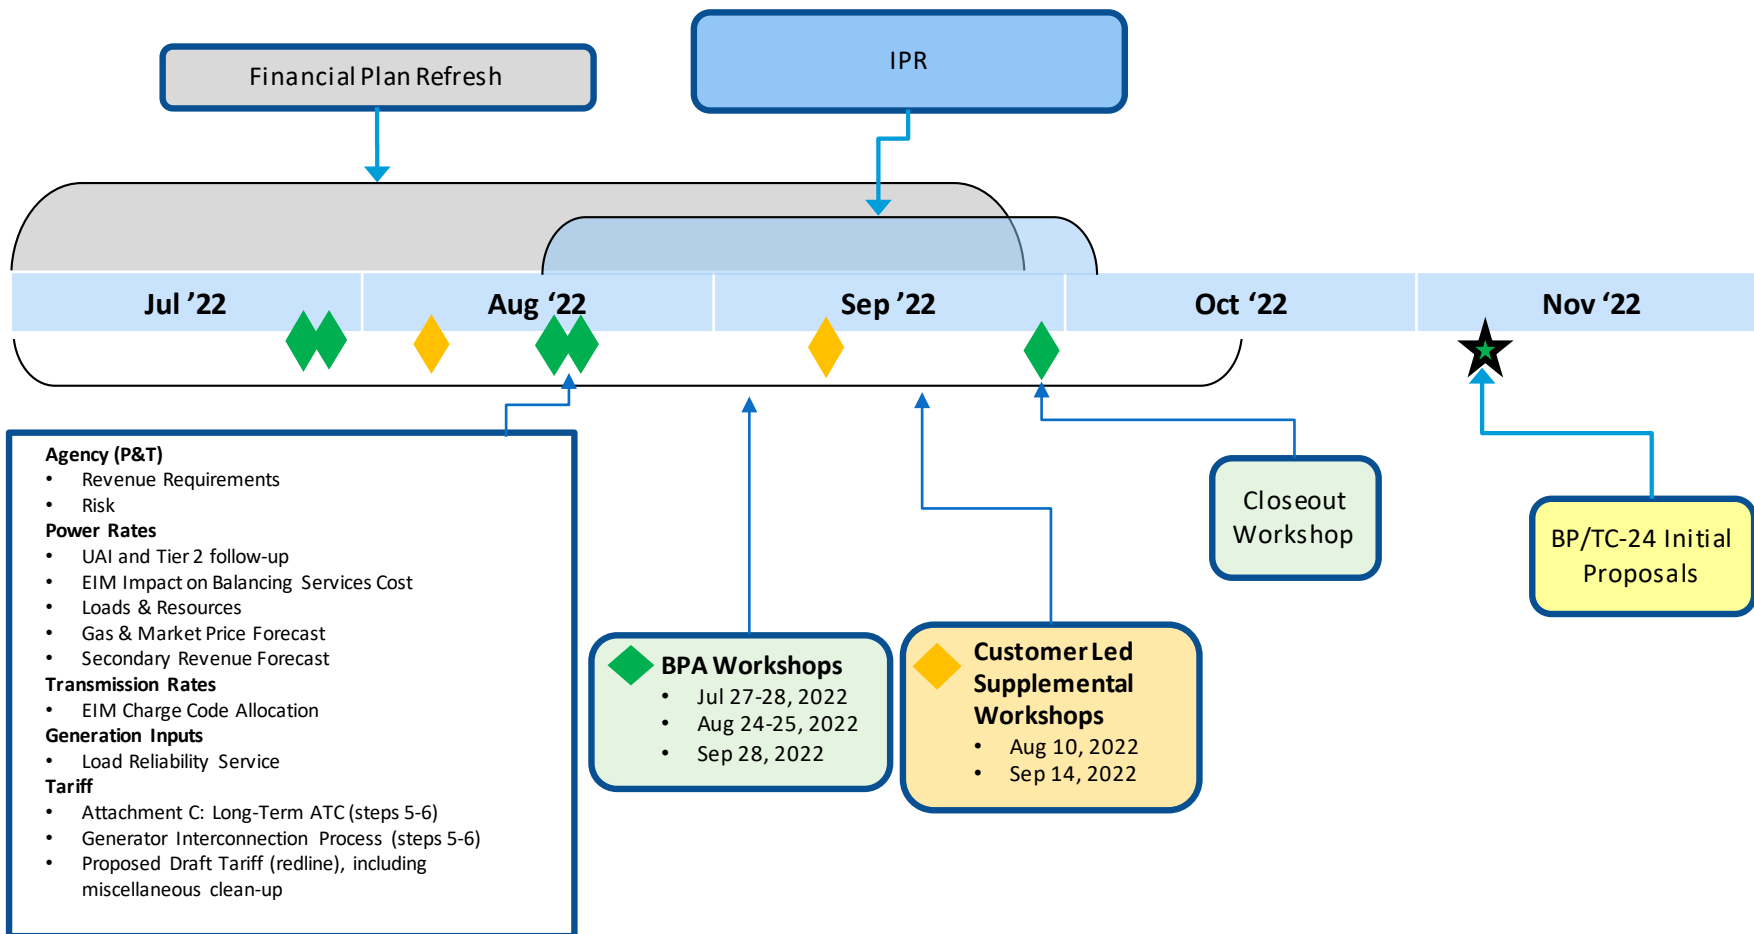 Financial Plan Refresh
IPR
Jul ’22
Aug ‘22
Sep ’22
Oct ‘22
Nov ‘22
Agency (P&T)
• Revenue Requirements
• Risk
Power Rates
• UAI and Tier 2 follow-up
• EIM Impact on Balancing Services Cost
• Loads & Resources
• Gas & Market Price Forecast
• Secondary Revenue Forecast
Transmission Rates
• EIM Charge Code Allocation
Generation Inputs
• Load Reliability Service
Tariff
• Attachment C: Long-Term ATC (steps 5-6)
• Generator Interconnection Process (steps 5-6)
• Proposed Draft Tariff (redline), including
miscellaneous clean-up
BPA Workshops
• Jul 27-28, 2022
• Aug 24-25, 2022
• Sep 28, 2022
Customer Led
Supplemental
Workshops
• Aug 10, 2022
• Sep 14, 2022
Closeout
Workshop
BP/TC-24 Initial
Proposals